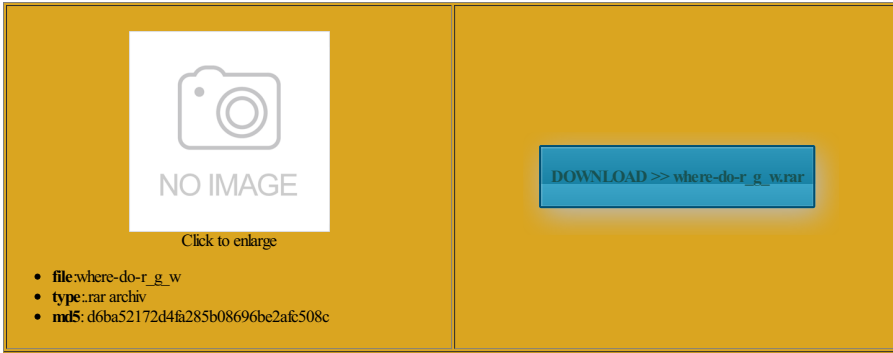 NO IMAGE
Click to enlarge
file:where-do-r_g_w
type:.rar archiv
md5: d6ba52172d4fa285b08696be2afc508c
DOWNLOAD >> where-do-r_g_w.rar